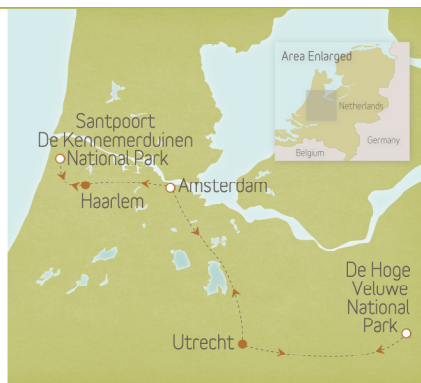 Area Enlarged
Netherlands
Germany
Belgium
Santpoort
De Kennemerduinen
National Park
Haarlem
Amsterdam
De Hoge
Veluwe
National
Park
Utrecht